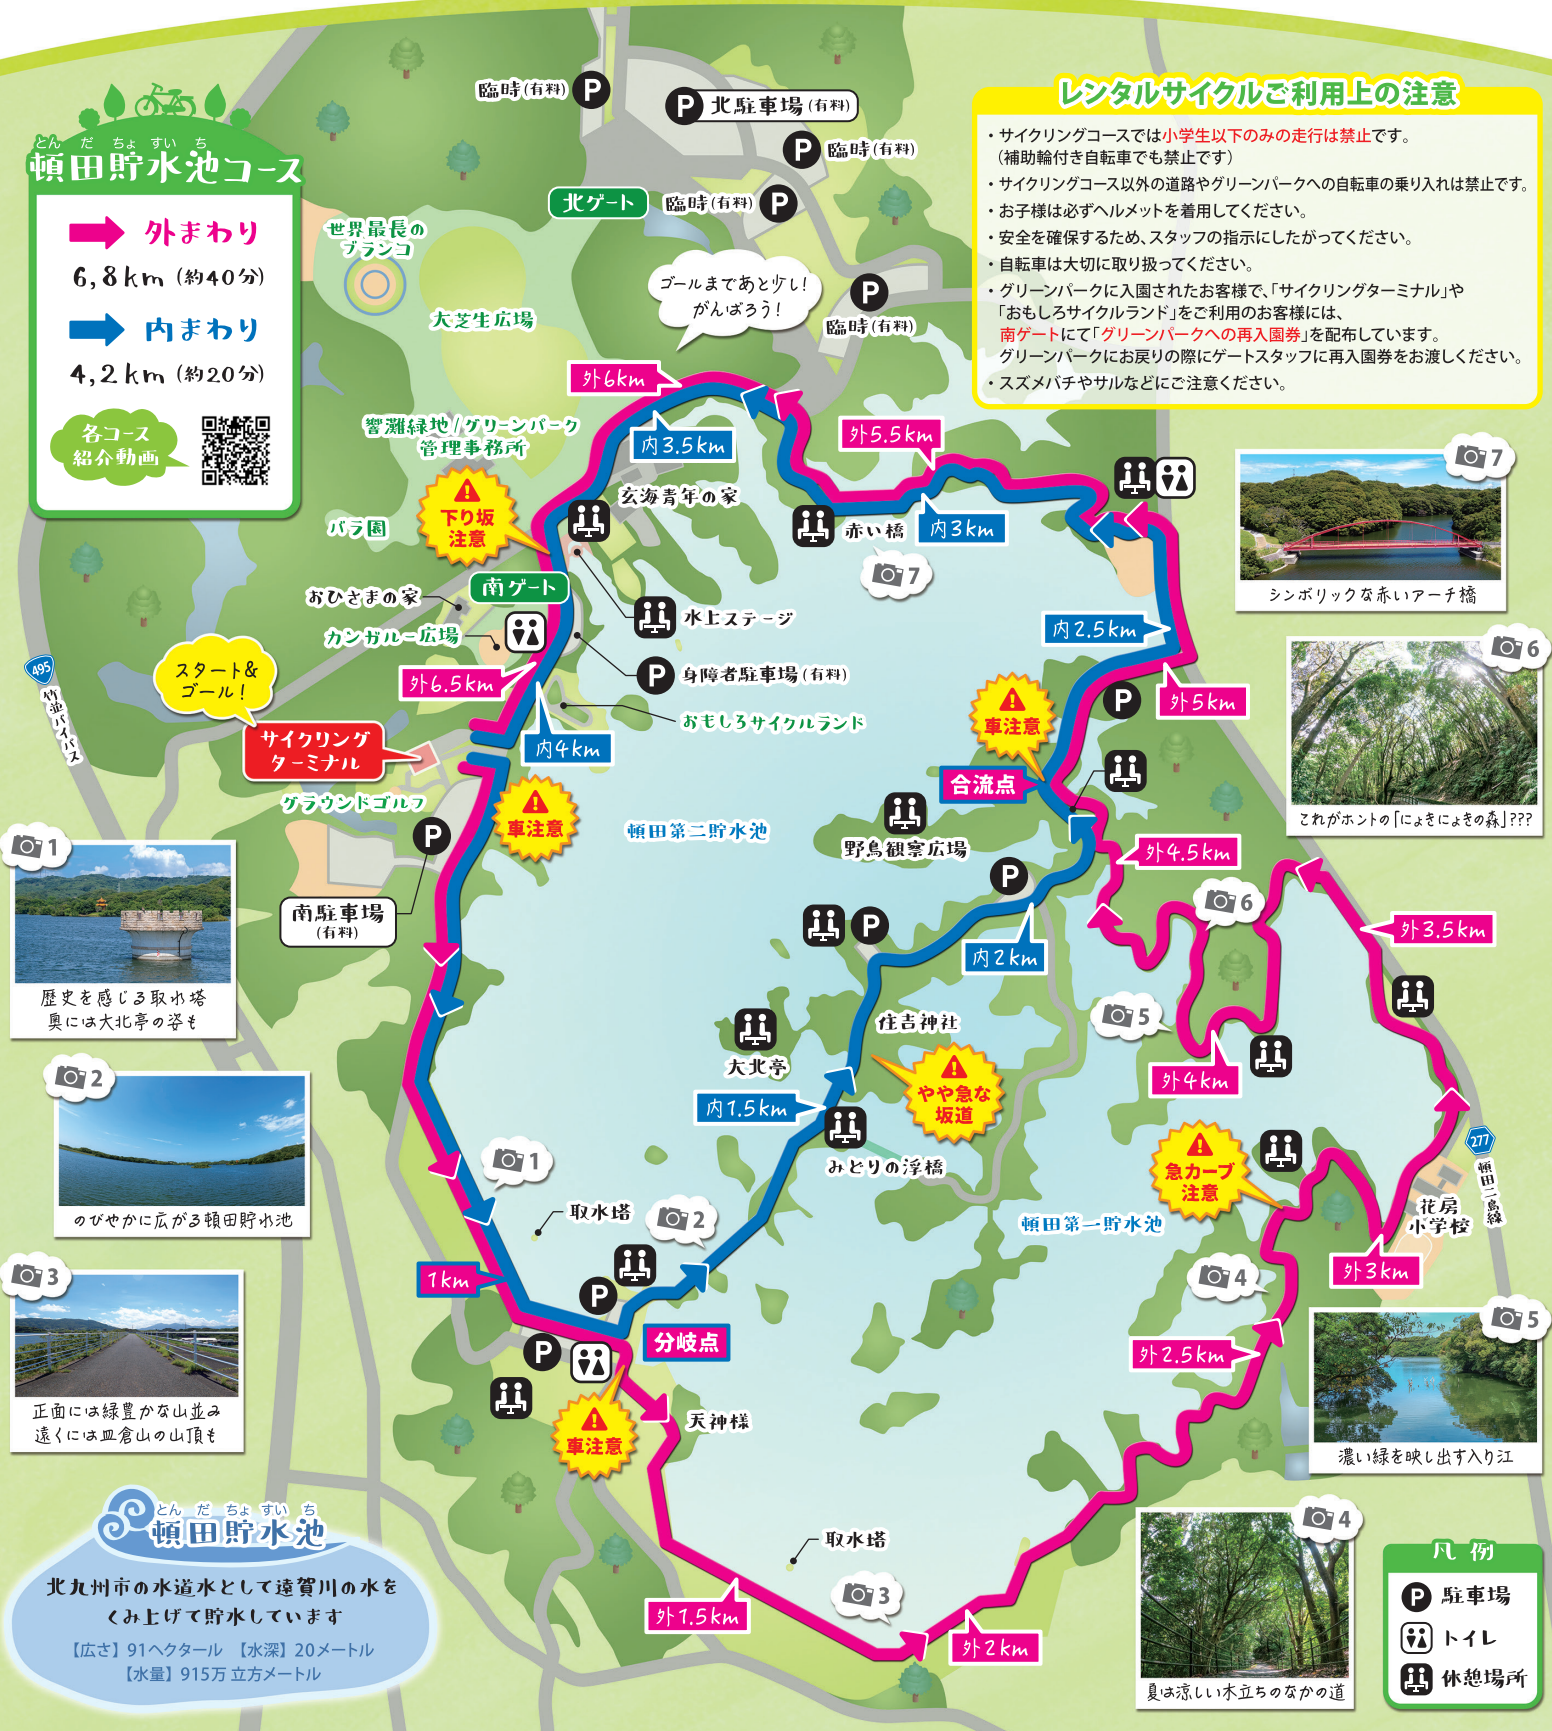 とん だ ちょ すい ち
頓田貯水池コース
外まわり
6,8km (約40分)
内まわり
4,2km (約20分)
各コース
紹介動画
レンタルサイクルご利用上の注意
・サイクリングコースでは小学生以下のみの走行は禁止です。
(補助輪付き自転車でも禁止です)
・サイクリングコース以外の道路やグリーンパークへの自転車の乗り入れは禁止です。
・お子様は必ずヘルメットを着用してください。
・安全を確保するため、スタッフの指示にしたがってください。
・自転車は大切に取り扱ってください。
・グリーンパークに入園されたお客様で、「サイクリングターミナル」や
「おもしろサイクルランド」をご利用のお客様には、
南ゲートにて「グリーンパークへの再入園券」を配布しています。
グリーンパークにお戻りの際にゲートスタッフに再入園券をお渡しください。
・スズメバチやサルなどにご注意ください。
臨時(有料) P
P 北駐車場(有料)
P 臨時(有料)
北ゲート
臨時(有料) P
世界最長の
ブランコ
大芝生広場
ゴールまであと少し!
がんばろう!
P
臨時(有料)
外6km
内3.5km
外5.5km
響灘緑地/グリーンパーク
管理事務所
下り坂
注意
玄海青年の家
赤い橋
内3km
7
バラ園
南ゲート
おひさまの家
カンガルー広場
水上ステージ
P 身障者駐車場(有料)
おもしろサイクルランド
外6.5km
内4km
内2.5km
外5km
P
車注意
合流点
495
竹並バイパス
スタート&
ゴール!
サイクリング
ターミナル
グラウンドゴルフ
車注意
P
南駐車場
(有料)
頓田第二貯水池
野鳥観察広場
外4.5km
P
6
外3.5km
P
内2km
5
住吉神社
大北亭
やや急な
坂道
外4km
内1.5km
みどりの浮橋
急カーブ
注意
277
頓田二島線
花房
小学校
1
取水塔
2
頓田第一貯水池
外3km
4
1km
P
分岐点
P
外2.5km
車注意
天神様
取水塔
外1.5km
3
外2km
1
歴史を感じる取水塔
奥には大北亭の姿も
2
のびやかに広がる頓田貯水池
3
正面には緑豊かな山並み
遠くには皿倉山の山頂も
7
シンボリックな赤いアーチ橋
6
これがホントの「にょきにょきの森」???
5
濃い緑を映し出す入り江
4
夏は涼しい木立ちのなかの道
とん だ ちょ すい ち
頓田貯水池
北九州市の水道水として遠賀川の水を
くみ上げて貯水しています
【広さ】91ヘクタール 【水深】20メートル
【水量】915万立方メートル
凡例
P 駐車場
トイレ
休憩場所